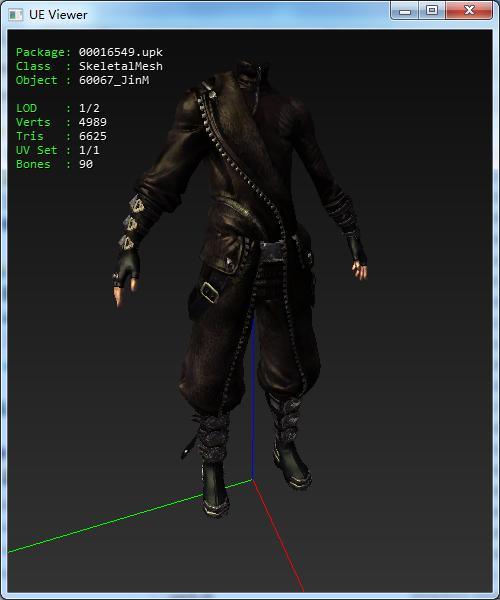 UE Viewer
Package: 00016549.upk
Class : SkeletalMesh
Object : 60067_JinM
LOD : 1/2
Verts : 4989
Tris : 6625
UV Set : 1/1
Bones : 90